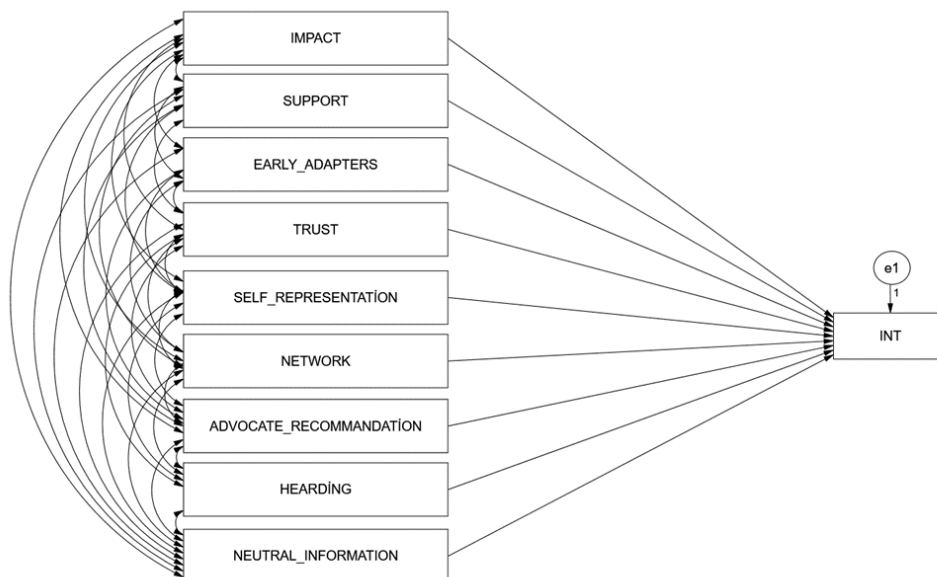 IMPACT
SUPPORT
EARLY_ADAPTERS
TRUST
SELF_REPRESENTATİON
NETWORK
ADVOCATE_RECOMMANDATİON
HEARDİNG
NEUTRAL_INFORMATION
e1
1
INT